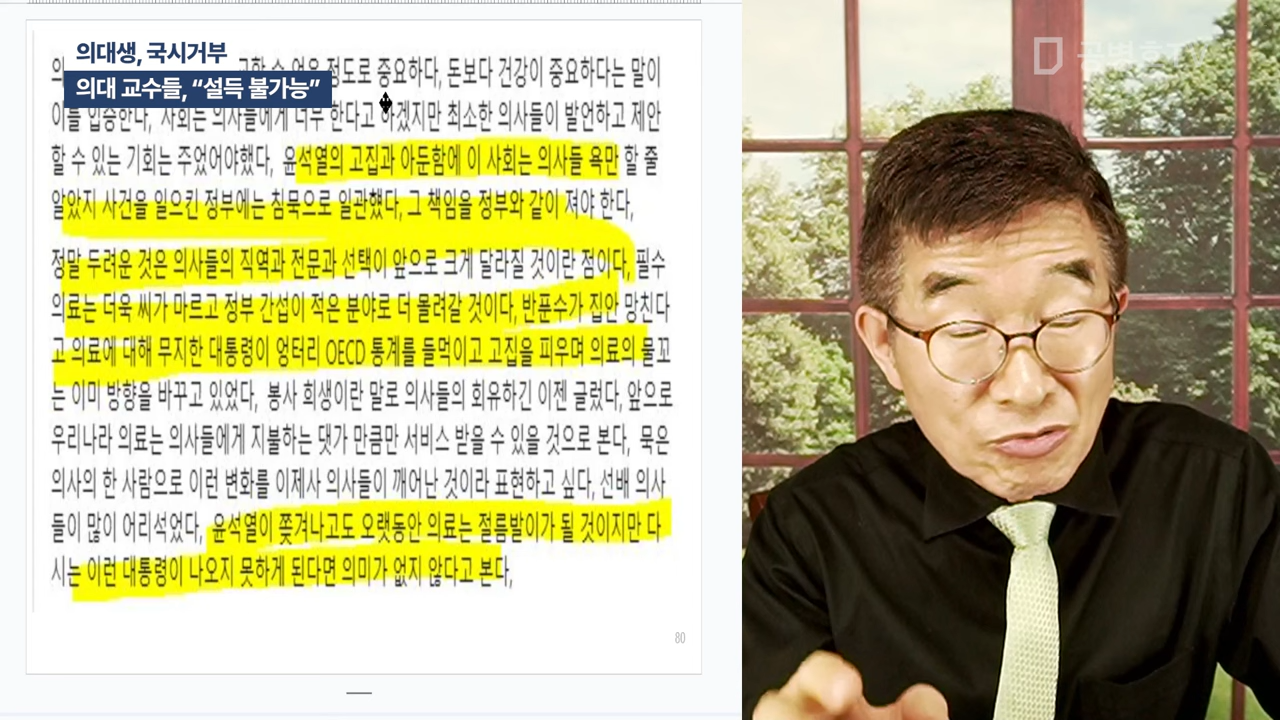 의대생, 국시거부
의대 교수들, “설득 불가능”
정도로 중요하다, 돈보다 건강이 중요하다는 말이
이를 입증한다, 사회는 의사들에게 너무 한다고 하겠지만 최소한 의사들이 발언하고 제안
할 수 있는 기회는 주었어야했다, 윤석열의 고집과 아둔함에 이 사회는 의사들 욕만 할 줄
알았지 사건을 일으킨 정부에는 침묵으로 일관했다, 그 책임을 정부와 같이 져야 한다,
정말 두려운 것은 의사들의 직역과 전문과 선택이 앞으로 크게 달라질 것이란 점이다, 필수
의료는 더욱 씨가 마르고 정부 간섭이 적은 분야로 더 몰려갈 것이다, 반푼수가 집안 망친다
고 의료에 대해 무지한 대통령이 엉터리 OECD 통계를 들먹이고 고집을 피우며 의료의 물꼬
는 이미 방향을 바꾸고 있었다, 봉사 희생이란 말로 의사들의 회유하긴 이젠 글렀다, 앞으로
우리나라 의료는 의사들에게 지불하는 댓가 만큼만 서비스 받을 수 있을 것으로 본다, 묵은
의사의 한 사람으로 이런 변화를 이제사 의사들이 깨어난 것이라 표현하고 싶다, 선배 의사
들이 많이 어리석었다, 윤석열이 쫒겨나고도 오랫동안 의료는 절름발이가 될 것이지만 다
시는 이런 대통령이 나오지 못하게 된다면 의미가 없지 않다고 본다,
80